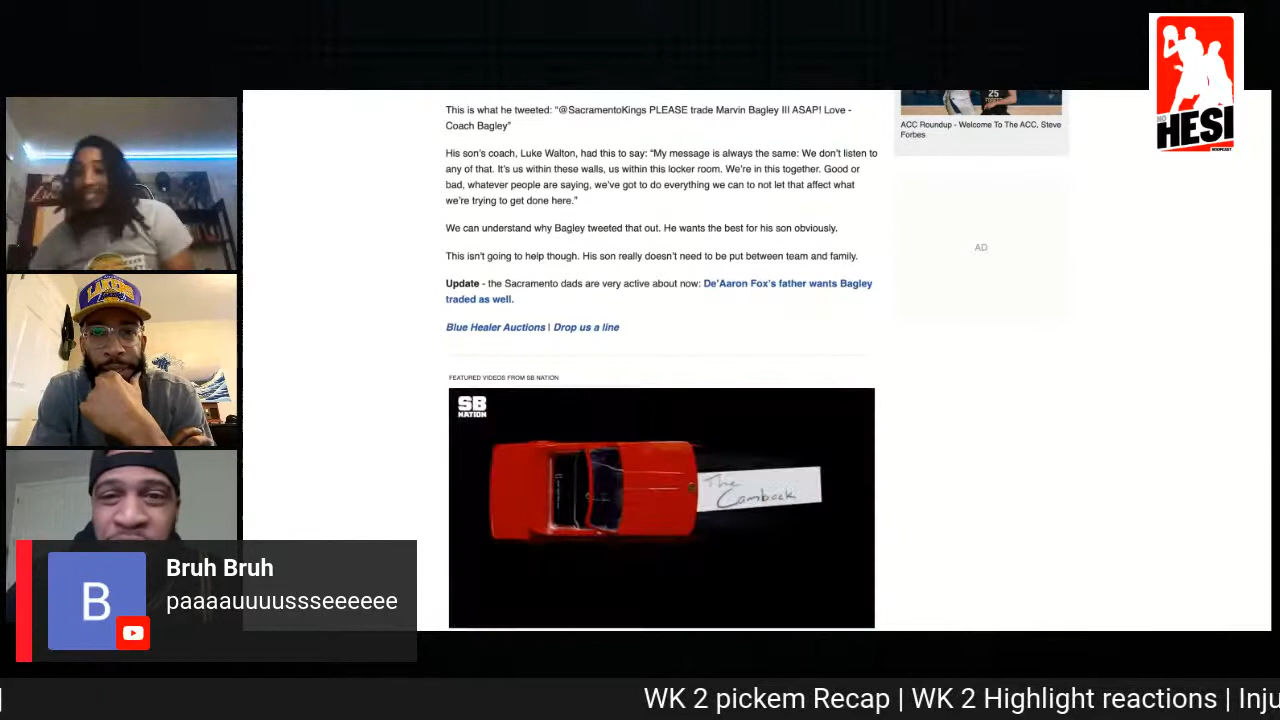 This is what he tweeted: “@SacramentoKings PLEASE trade Marvin Bagley III ASAP! Love -
Coach Bagley”
His son’s coach, Luke Walton, had this to say: “My message is always the same: We don’t listen to
any of that. It’s us within these walls, us within this locker room. We’re in this together. Good or
bad, whatever people are saying, we’ve got to do everything we can to not let that affect what
we’re trying to get done here.”
We can understand why Bagley tweeted that out. He wants the best for his son obviously.
This isn’t going to help though. His son really doesn’t need to be put between team and family.
Update - the Sacramento dads are very active about now: De’Aaron Fox’s father wants Bagley
traded as well.
Blue Healer Auctions | Drop us a line
FEATURED VIDEOS FROM SB NATION
SB
NATION
The
Comback
25
ACC Roundup - Welcome To The ACC, Steve
Forbes
AD
NO
HESI
LAKERS
B
Bruh Bruh
paaaauuuussseeeeee
WK 2 pickem Recap | WK 2 Highlight reactions | Inju